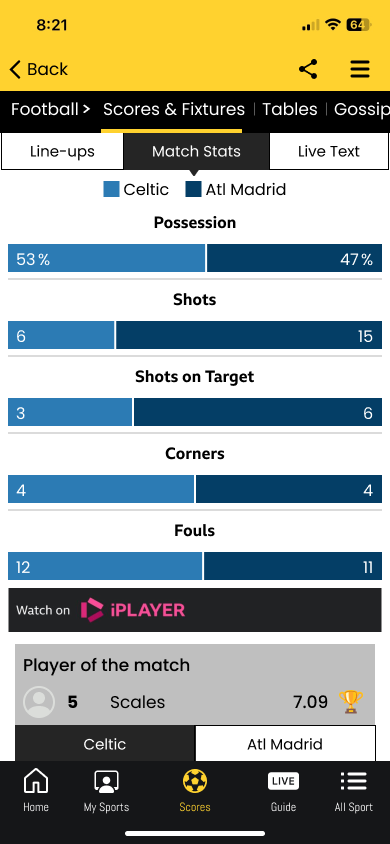 8:21
64
Back
Football
Scores & Fixtures
Tables
Gossip
Line-ups
Match Stats
Live Text
Celtic
Atl Madrid
Possession
53%
47%
Shots
6
15
Shots on Target
3
6
Corners
4
4
Fouls
12
11
Watch on iPLAYER
Player of the match
5
Scales
7.09
Celtic
Atl Madrid
LIVE
Home
My Sports
Scores
Guide
All Sport